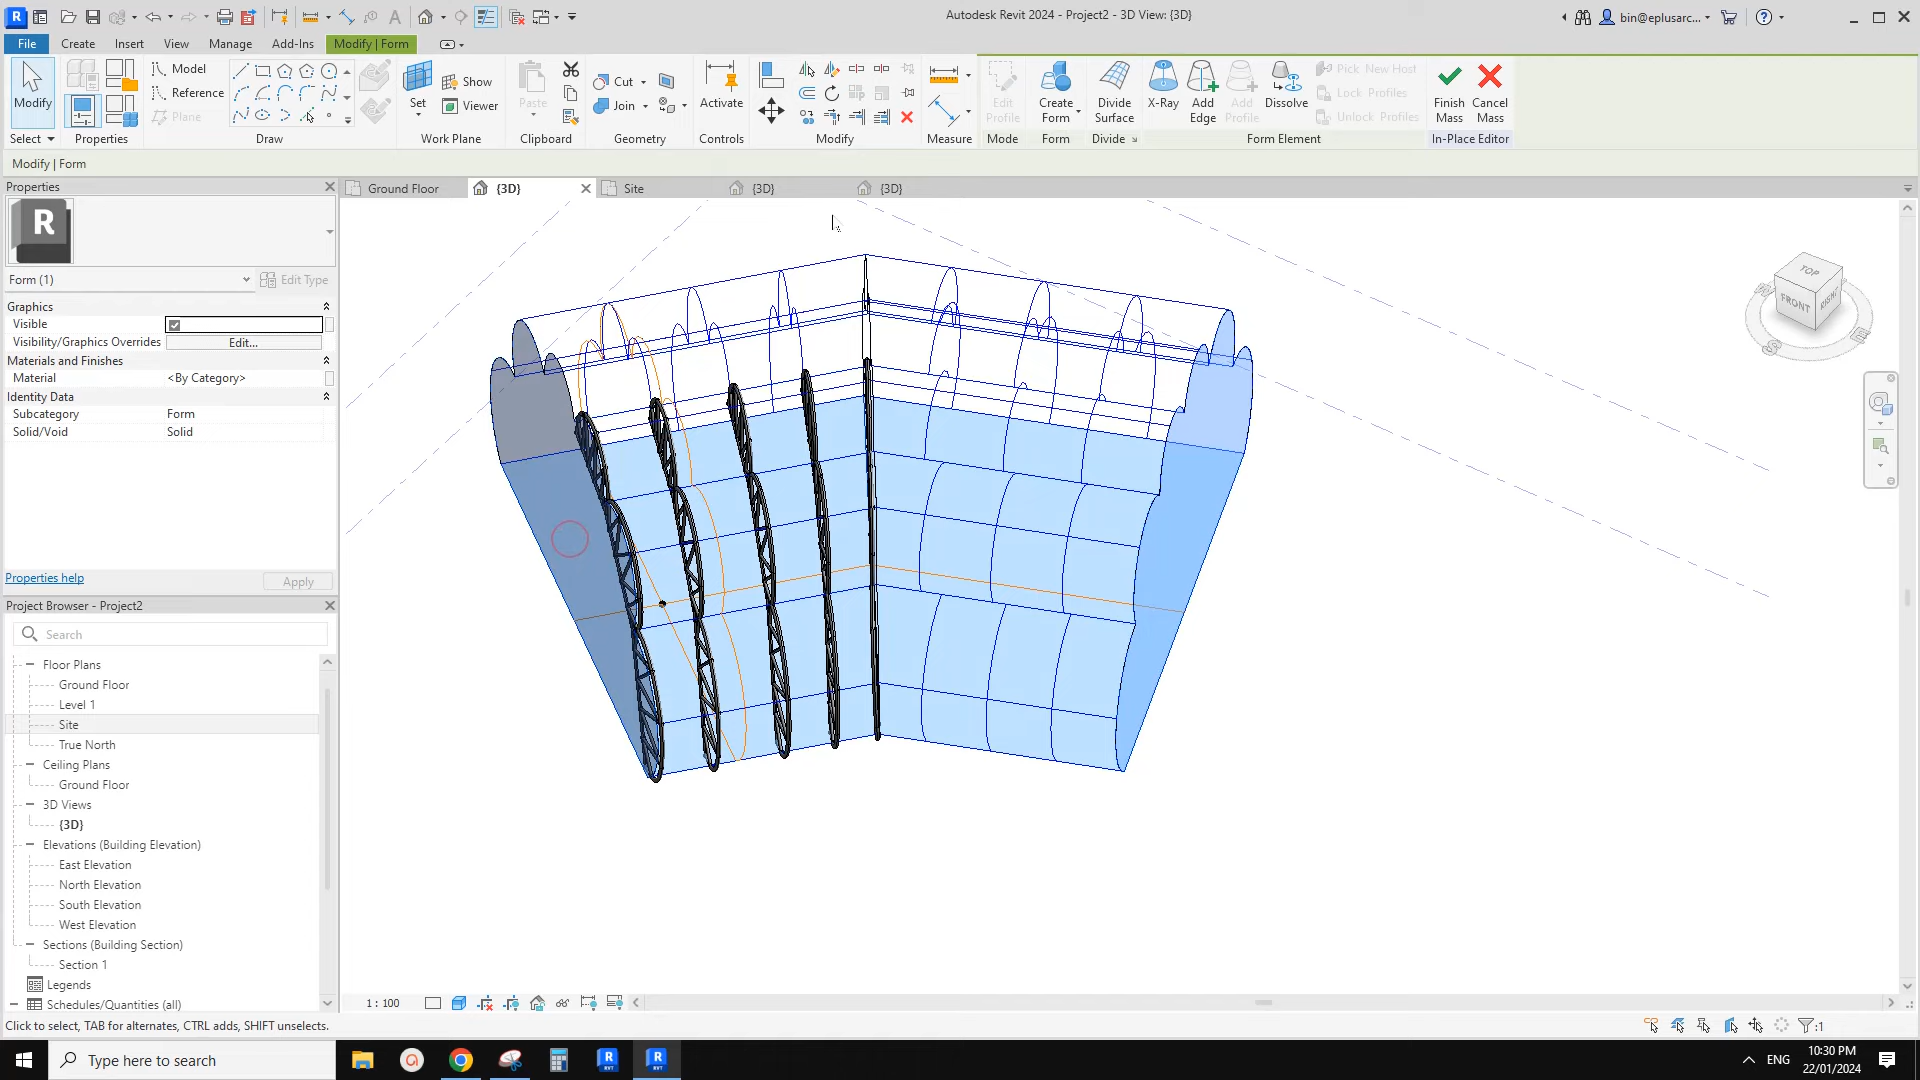 Autodesk Revit 2024 - Project2 - 3D View: {3D}
bin@eplusarc...
File Create Insert View Manage Add-Ins Modify | Form
Modify
Select
Properties
Model
Reference
Plane
Draw
Set
Show
Viewer
Work Plane
Paste
Clipboard
Cut
Join
Geometry
Activate
Controls
Modify
Measure
Edit Profile
Mode
Create Form
Form
Divide Surface
Divide
X-Ray
Add Edge
Add Profile
Dissolve
Pick New Host
Lock Profiles
Unlock Profiles
Form Element
Finish Mass
Cancel Mass
In-Place Editor
Modify | Form
Properties
Ground Floor
{3D}
Site
{3D}
{3D}
R
Form (1)
Edit Type
Graphics
Visible
Visibility/Graphics Overrides Edit...
Materials and Finishes
Material <By Category>
Identity Data
Subcategory Form
Solid/Void Solid
Properties help
Apply
Project Browser - Project2
Search
Floor Plans
Ground Floor
Level 1
Site
True North
Ceiling Plans
Ground Floor
3D Views
{3D}
Elevations (Building Elevation)
East Elevation
North Elevation
South Elevation
West Elevation
Sections (Building Section)
Section 1
Legends
Schedules/Quantities (all)
TOP
FRONT
RIGHT
S
E
1 : 100
Click to select, TAB for alternates, CTRL adds, SHIFT unselects.
:1
Type here to search
ENG
10:30 PM
22/01/2024